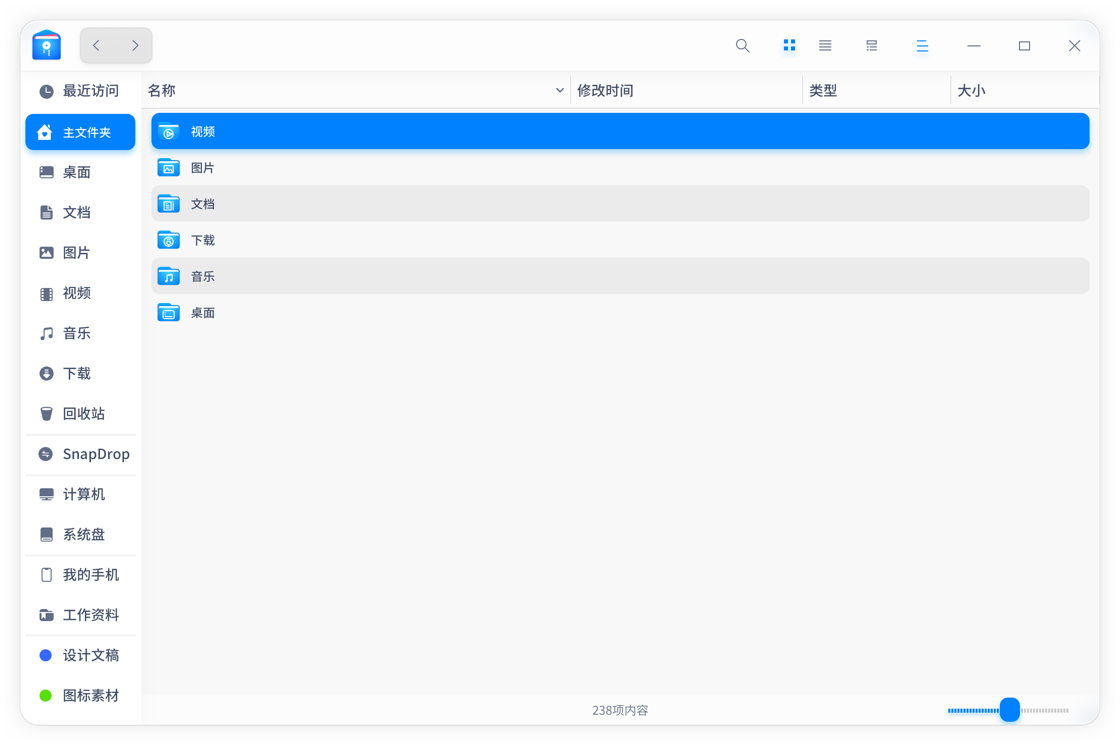 最近访问
主文件夹
桌面
文档
图片
视频
音乐
下载
回收站
SnapDrop
计算机
系统盘
我的手机
工作资料
设计文稿
图标素材
名称 修改时间 类型 大小
视频
图片
文档
下载
音乐
桌面
238项内容